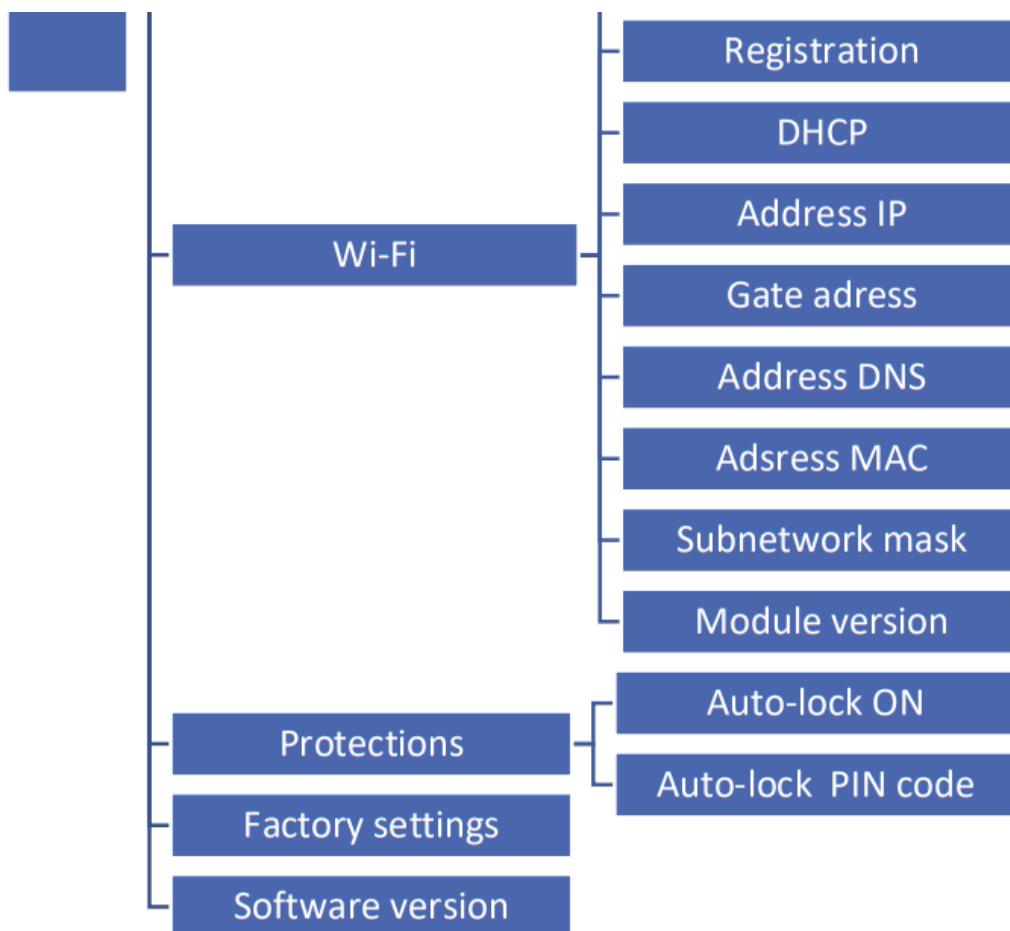 Registration
DHCP
Address IP
Wi-Fi
Gate adress
Address DNS
Adsress MAC
Subnetwork mask
Module version
Auto-lock ON
Protections
Auto-lock  PIN code
Factory settings
Software version